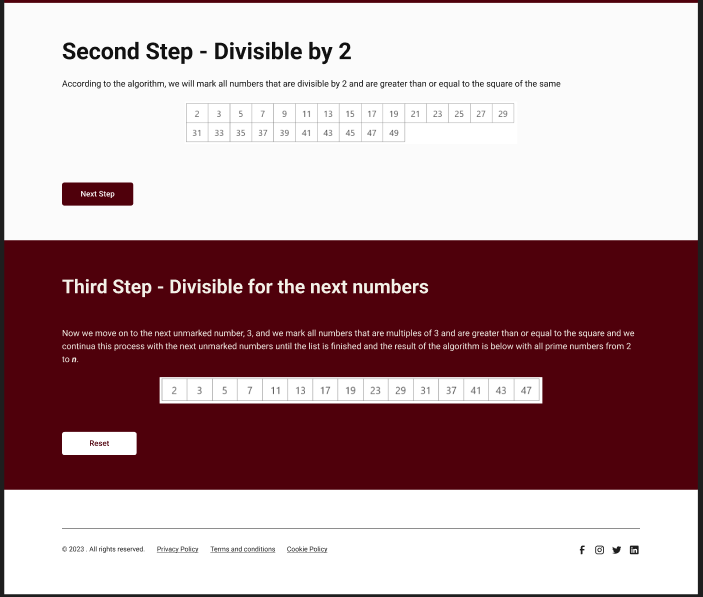 Second Step - Divisible by 2
According to the algorithm, we will mark all numbers that are divisible by 2 and are greater than or equal to the square of the same
2 3 5 7 9 11 13 15 17 19 21 23 25 27 29
31 33 35 37 39 41 43 45 47 49
Next Step
Third Step - Divisible for the next numbers
Now we move on to the next unmarked number, 3, and we mark all numbers that are multiples of 3 and are greater than or equal to the square and we
continua this process with the next unmarked numbers until the list is finished and the result of the algorithm is below with all prime numbers from 2
to n.
2 3 5 7 11 13 17 19 23 29 31 37 41 43 47
Reset
© 2023 . All rights reserved. Privacy Policy Terms and conditions Cookie Policy